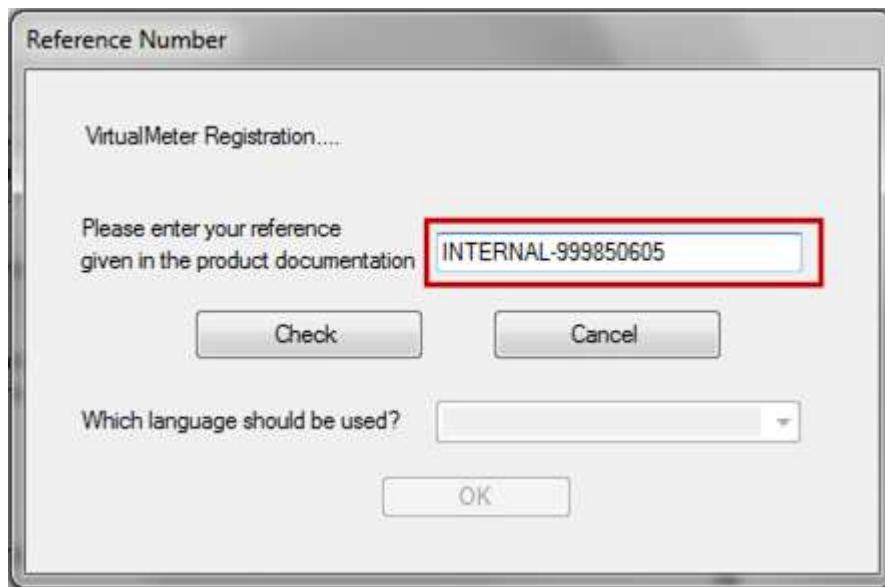 Reference Number
VirtualMeter Registration....
Please enter your reference
given in the product documentation
INTERNAL-999850605
Check
Cancel
Which language should be used?
OK